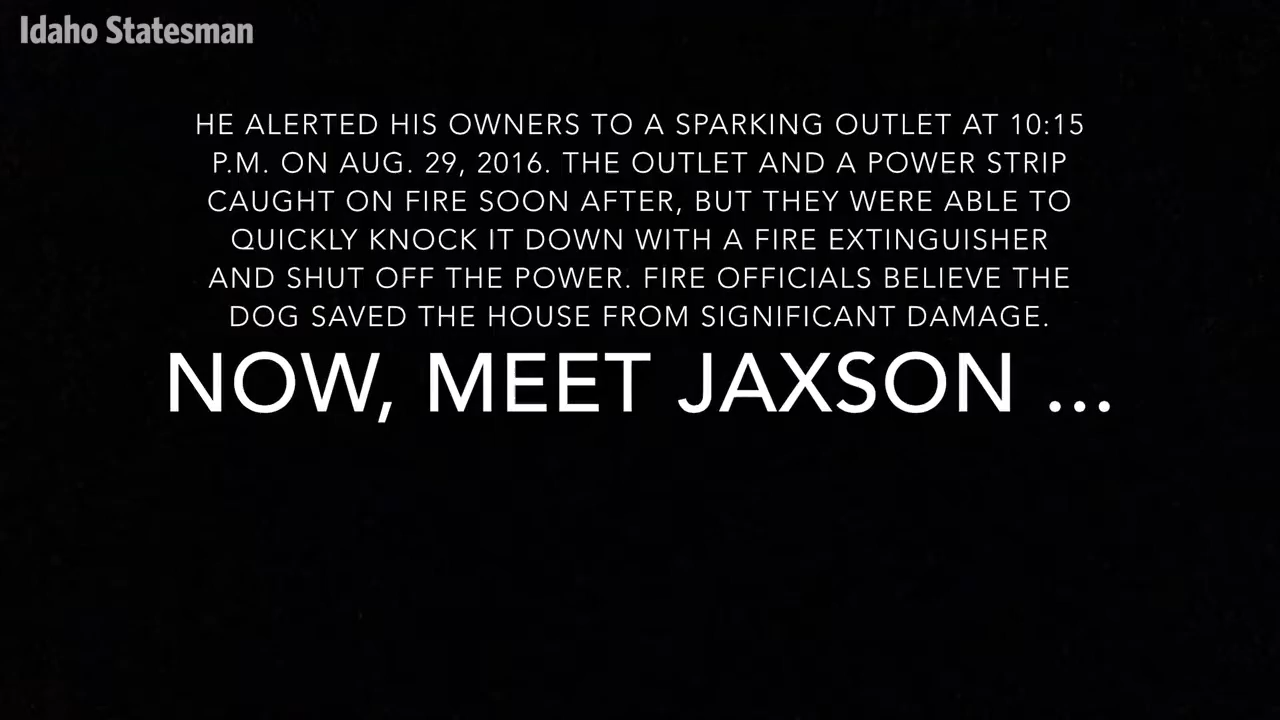 Idaho Statesman
HE ALERTED HIS OWNERS TO A SPARKING OUTLET AT 10:15
P.M. ON AUG. 29, 2016. THE OUTLET AND A POWER STRIP
CAUGHT ON FIRE SOON AFTER, BUT THEY WERE ABLE TO
QUICKLY KNOCK IT DOWN WITH A FIRE EXTINGUISHER
AND SHUT OFF THE POWER. FIRE OFFICIALS BELIEVE THE
DOG SAVED THE HOUSE FROM SIGNIFICANT DAMAGE.
NOW, MEET JAXSON ...